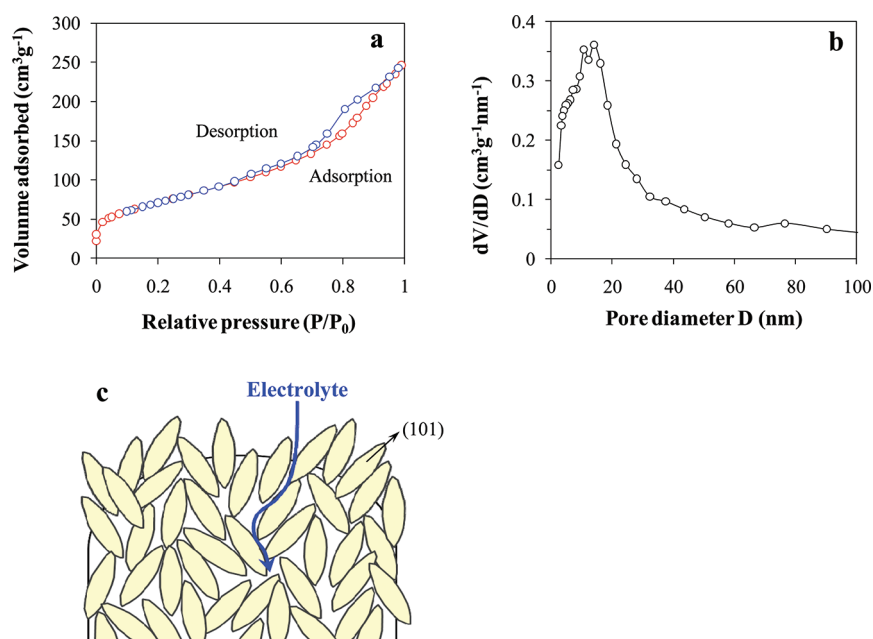 a
300
250
200
150
100
50
0
Volunme adsorbed (cm³g⁻¹)
Desorption
Adsorption
0 0.2 0.4 0.6 0.8 1
Relative pressure (P/P₀)
b
0.4
0.3
0.2
0.1
0
dV/dD (cm³g⁻¹nm⁻¹)
0 20 40 60 80 100
Pore diameter D (nm)
c
Electrolyte
(101)